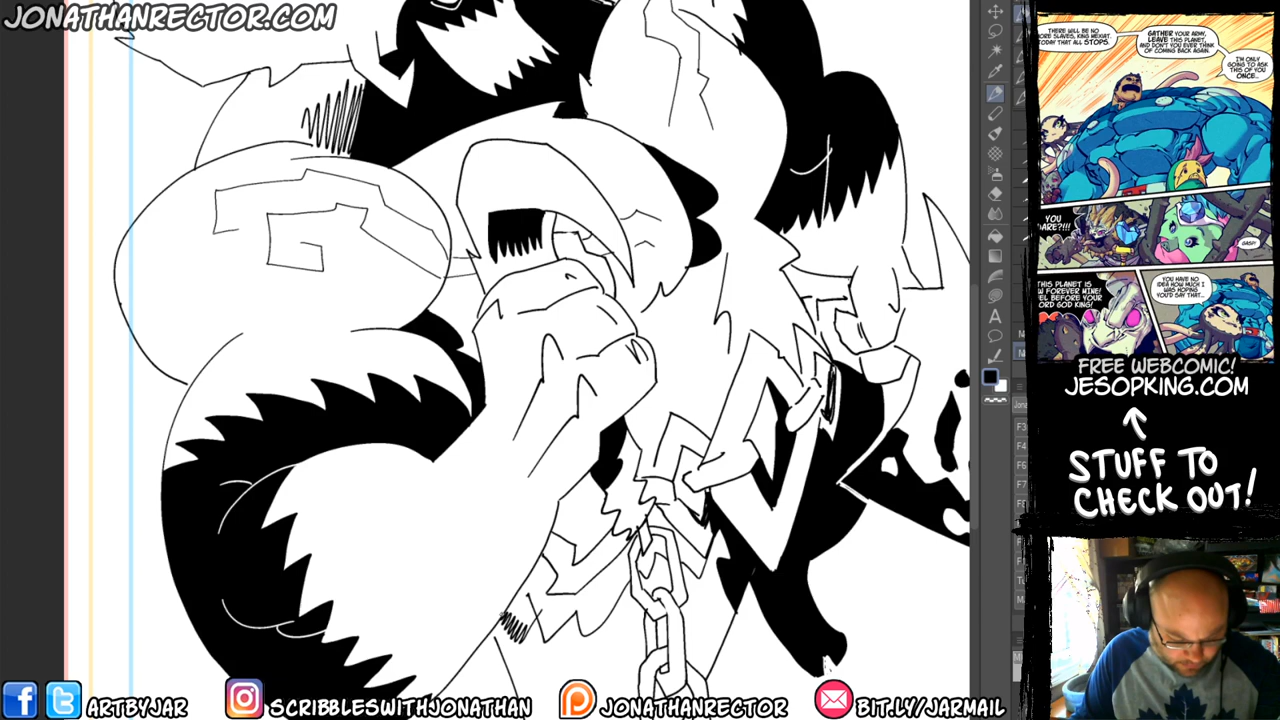 JONATHANRECTOR.COM
THERE WILL BE NO
MORE SLAVES, KING MEKIAT.
TODAY THAT ALL STOPS.
GATHER YOUR ARMY,
LEAVE THIS PLANET,
AND DON'T YOU EVER THINK
OF COMING BACK AGAIN.
I'M ONLY
GOING TO ASK
THIS OF YOU
ONCE...
YOU
DARE?!!!
GASP!
THIS PLANET IS
FOREVER MINE!
BEFORE YOUR
LORD GOD KING!
YOU HAVE NO
IDEA HOW MUCH I
WAS HOPING
YOU'D SAY THAT...
FREE WEBCOMIC!
JESOPKING.COM
STUFF TO
CHECK OUT!
ARTBYJAR
SCRIBBLESWITHJONATHAN
JONATHANRECTOR
BIT.LY/JARMAIL